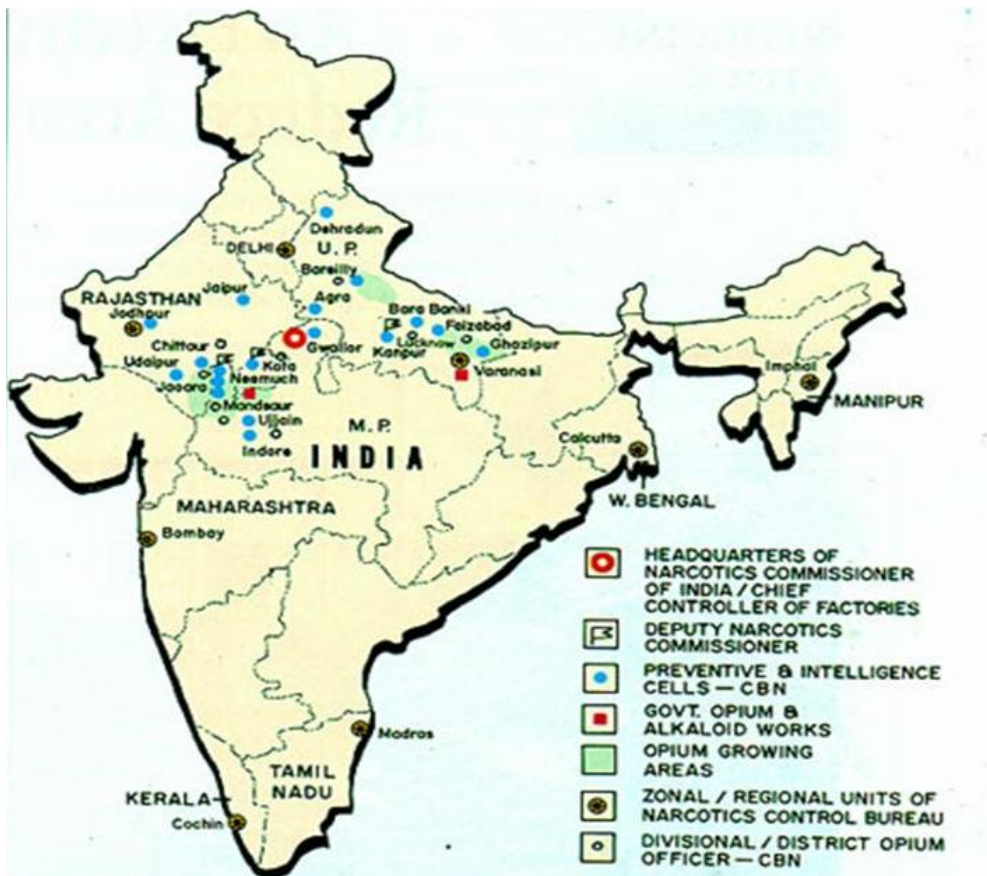 Dehradun
DELHI
U. P.
Bareilly
Jaipur
Agra
RAJASTHAN
Jodhpur
Bara Banki
Faizabad
Lucknow
Kanpur
Ghazipur
Gwalior
Chittour
Kota
Udaipur
Neemuch
Jaoara
Varanasi
Imphal
MANIPUR
Mandsaur
Ujjain
M. P.
Indore
INDIA
Calcutta
W. BENGAL
MAHARASHTRA
Bombay
Madras
TAMIL
NADU
KERALA
Cochin
HEADQUARTERS OF
NARCOTICS COMMISSIONER
OF INDIA / CHIEF
CONTROLLER OF FACTORIES
DEPUTY NARCOTICS
COMMISSIONER
PREVENTIVE & INTELLIGENCE
CELLS — CBN
GOVT. OPIUM &
ALKALOID WORKS
OPIUM GROWING
AREAS
ZONAL / REGIONAL UNITS OF
NARCOTICS CONTROL BUREAU
DIVISIONAL / DISTRICT OPIUM
OFFICER — CBN